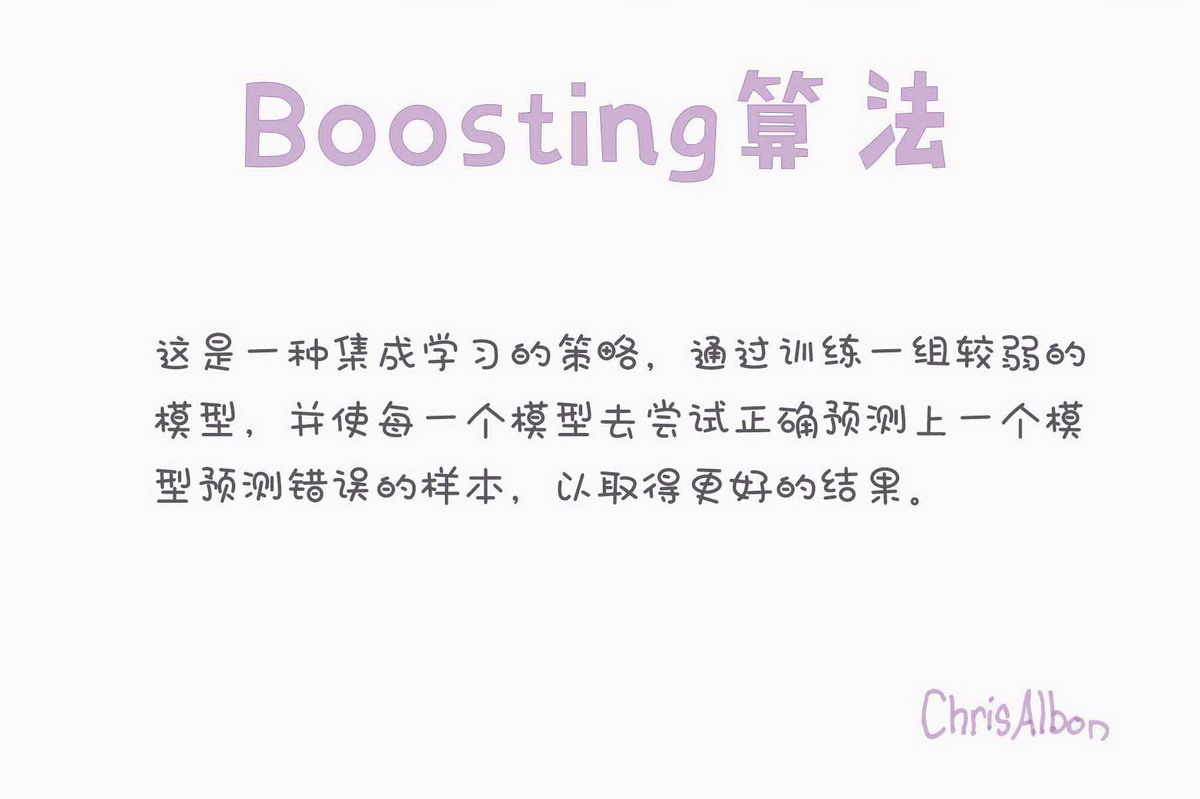 Boosting算法
这是一种集成学习的策略，通过训练一组较弱的
模型，并使每一个模型去尝试正确预测上一个模
型预测错误的样本，以取得更好的结果。
ChrisAlbon